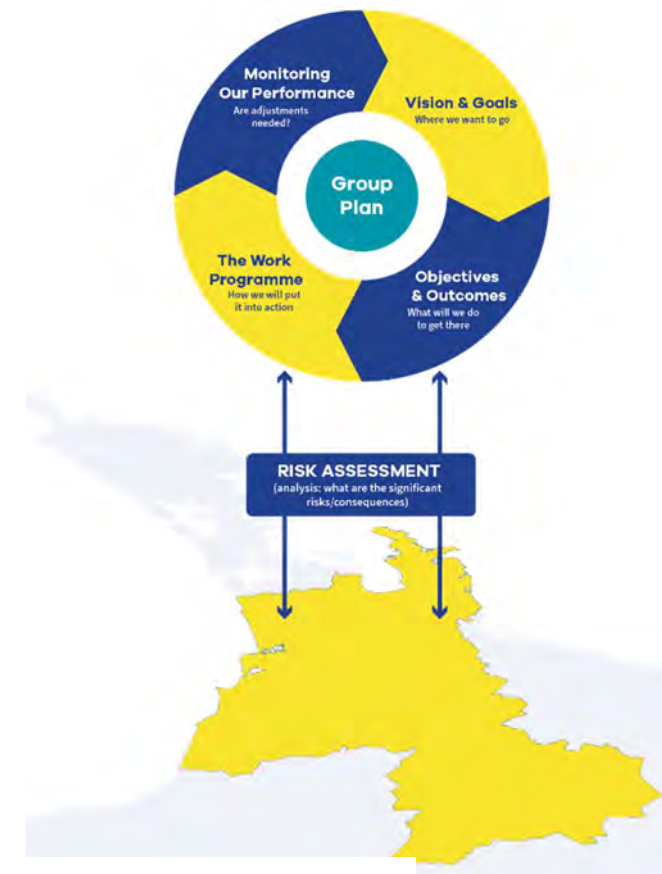 Monitoring
Our Performance
Are adjustments
needed?
Vision & Goals
Where we want to go
Group
Plan
The Work
Programme
How we will put
it into action
Objectives
& Outcomes
What will we do
to get there
RISK ASSESSMENT
(analysis: what are the significant
risks/consequences)